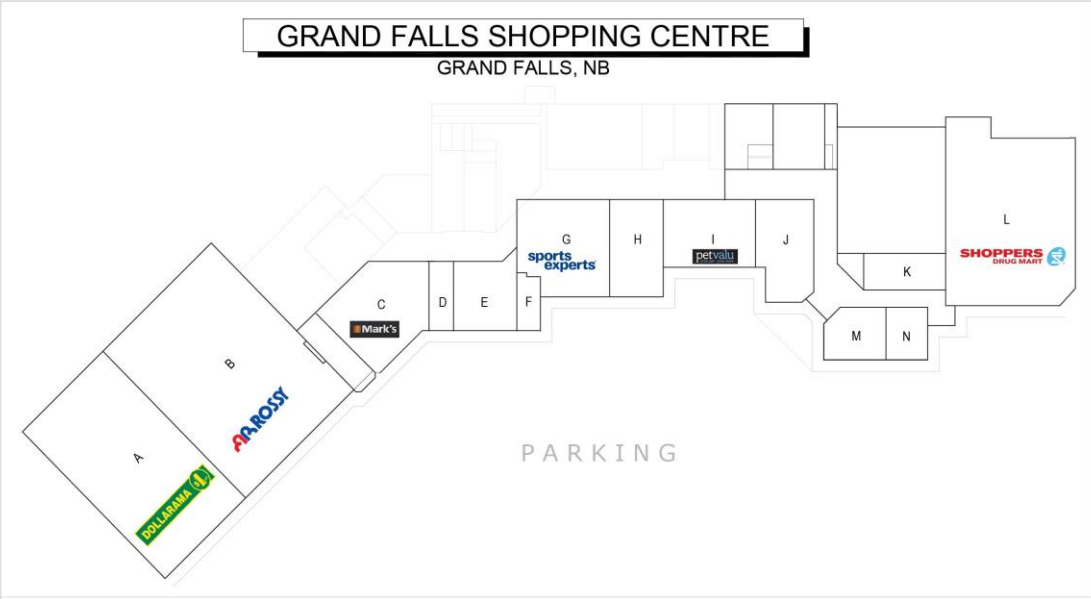 GRAND FALLS SHOPPING CENTRE
GRAND FALLS, NB
L
SHOPPERS
DRUG MART
G
sports
experts
H
I
petvalu
J
K
C
Mark's
D
E
F
M
N
B
ROSSY
A
DOLLARAMA
PARKING